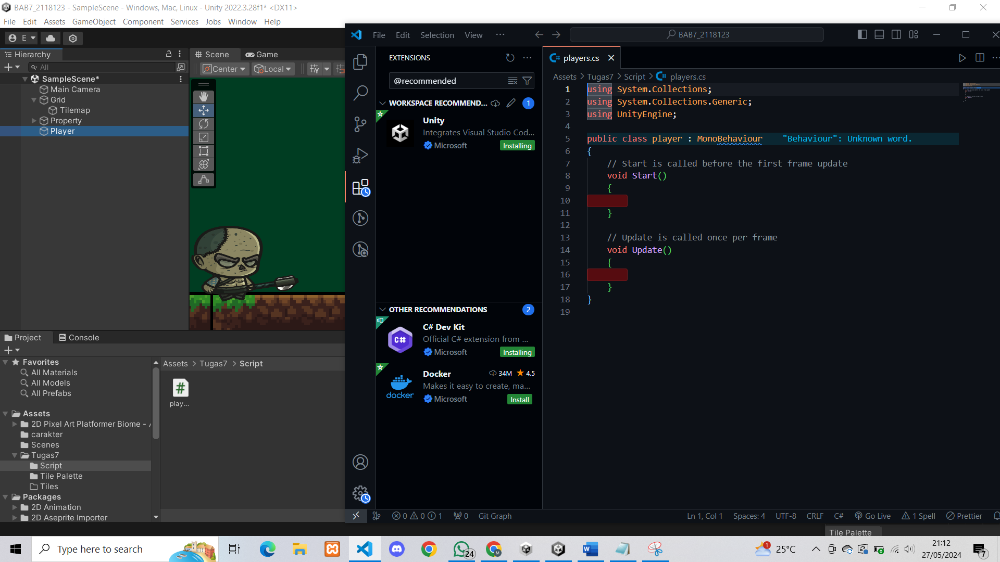 BAB7_2118123 - SampleScene - Windows, Mac, Linux - Unity 2022.3.28f1* <DX11>
File Edit Assets GameObject Component Services Jobs Window Help
E
Hierarchy
All
SampleScene*
Main Camera
Grid
Tilemap
Property
Player
Scene Game
Center Local
Project Console
Favorites
All Materials
All Models
All Prefabs
Assets
2D Pixel Art Platformer Biome -
carakter
Scenes
Tugas7
Script
Tile Palette
Tiles
Packages
2D Animation
2D Aseprite Importer
Assets > Tugas7 > Script
#
play...
File Edit Selection View ...
BAB7_2118123
EXTENSIONS
@recommended
WORKSPACE RECOMMEND... 1
Unity
Integrates Visual Studio Cod...
Microsoft Installing
OTHER RECOMMENDATIONS 2
C# Dev Kit
Official C# extension from ...
Microsoft Installing
Docker 34M 4.5
Makes it easy to create, ma...
docker
Microsoft Install
players.cs
Assets > Tugas7 > Script > players.cs
1 using System.Collections;
2 using System.Collections.Generic;
3 using UnityEngine;
4
5 public class player : MonoBehaviour "Behaviour": Unknown word.
6 {
7 // Start is called before the first frame update
8 void Start()
9 {
10
11 }
12
13 // Update is called once per frame
14 void Update()
15 {
16
17 }
18 }
19
0 0 1 0 Git Graph
Ln 1, Col 1 Spaces: 4 UTF-8 CRLF C# Go Live 1 Spell Prettier
Tile Palette
Type here to search
24
1
25°C
21:12
27/05/2024
7